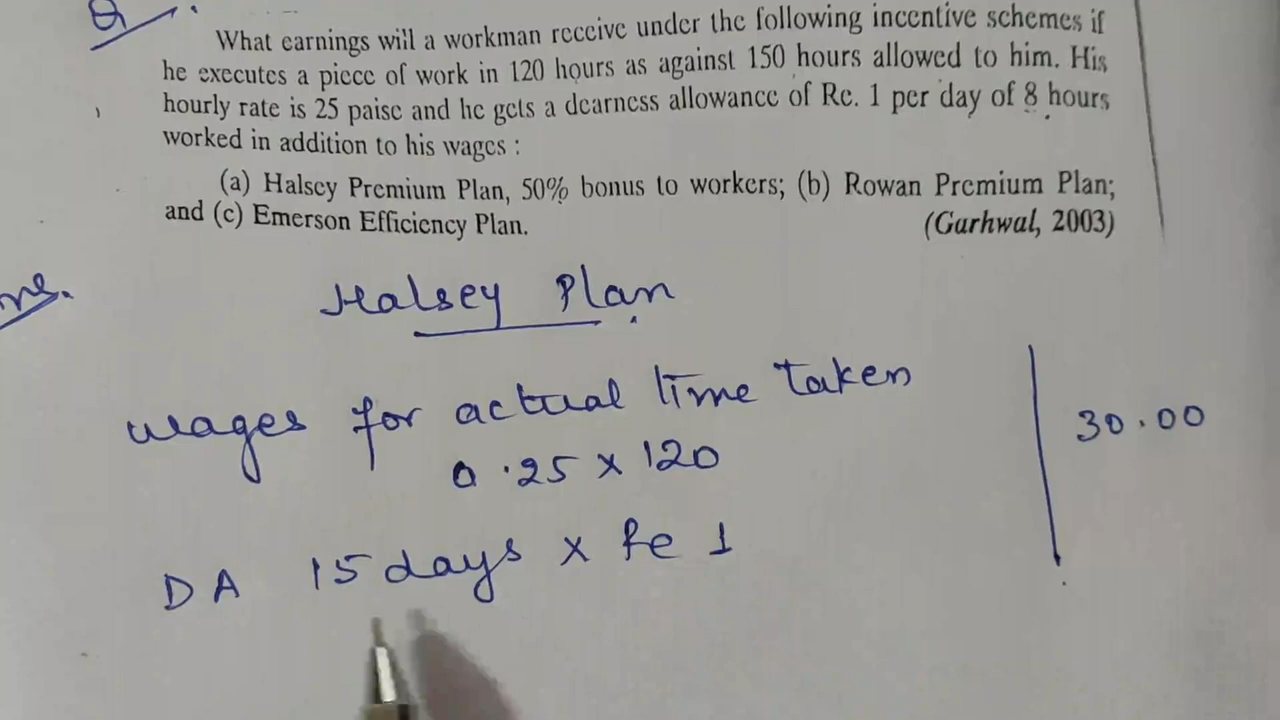 Q
What earnings will a workman receive under the following incentive schemes if
he executes a piece of work in 120 hours as against 150 hours allowed to him. His
hourly rate is 25 paise and he gets a dearness allowance of Re. 1 per day of 8 hours
worked in addition to his wages :
(a) Halsey Premium Plan, 50% bonus to workers; (b) Rowan Premium Plan;
and (c) Emerson Efficiency Plan.
(Garhwal, 2003)
Halsey Plan
wages for actual time taken
0.25 x 120
30.00
DA 15 days x Re 1